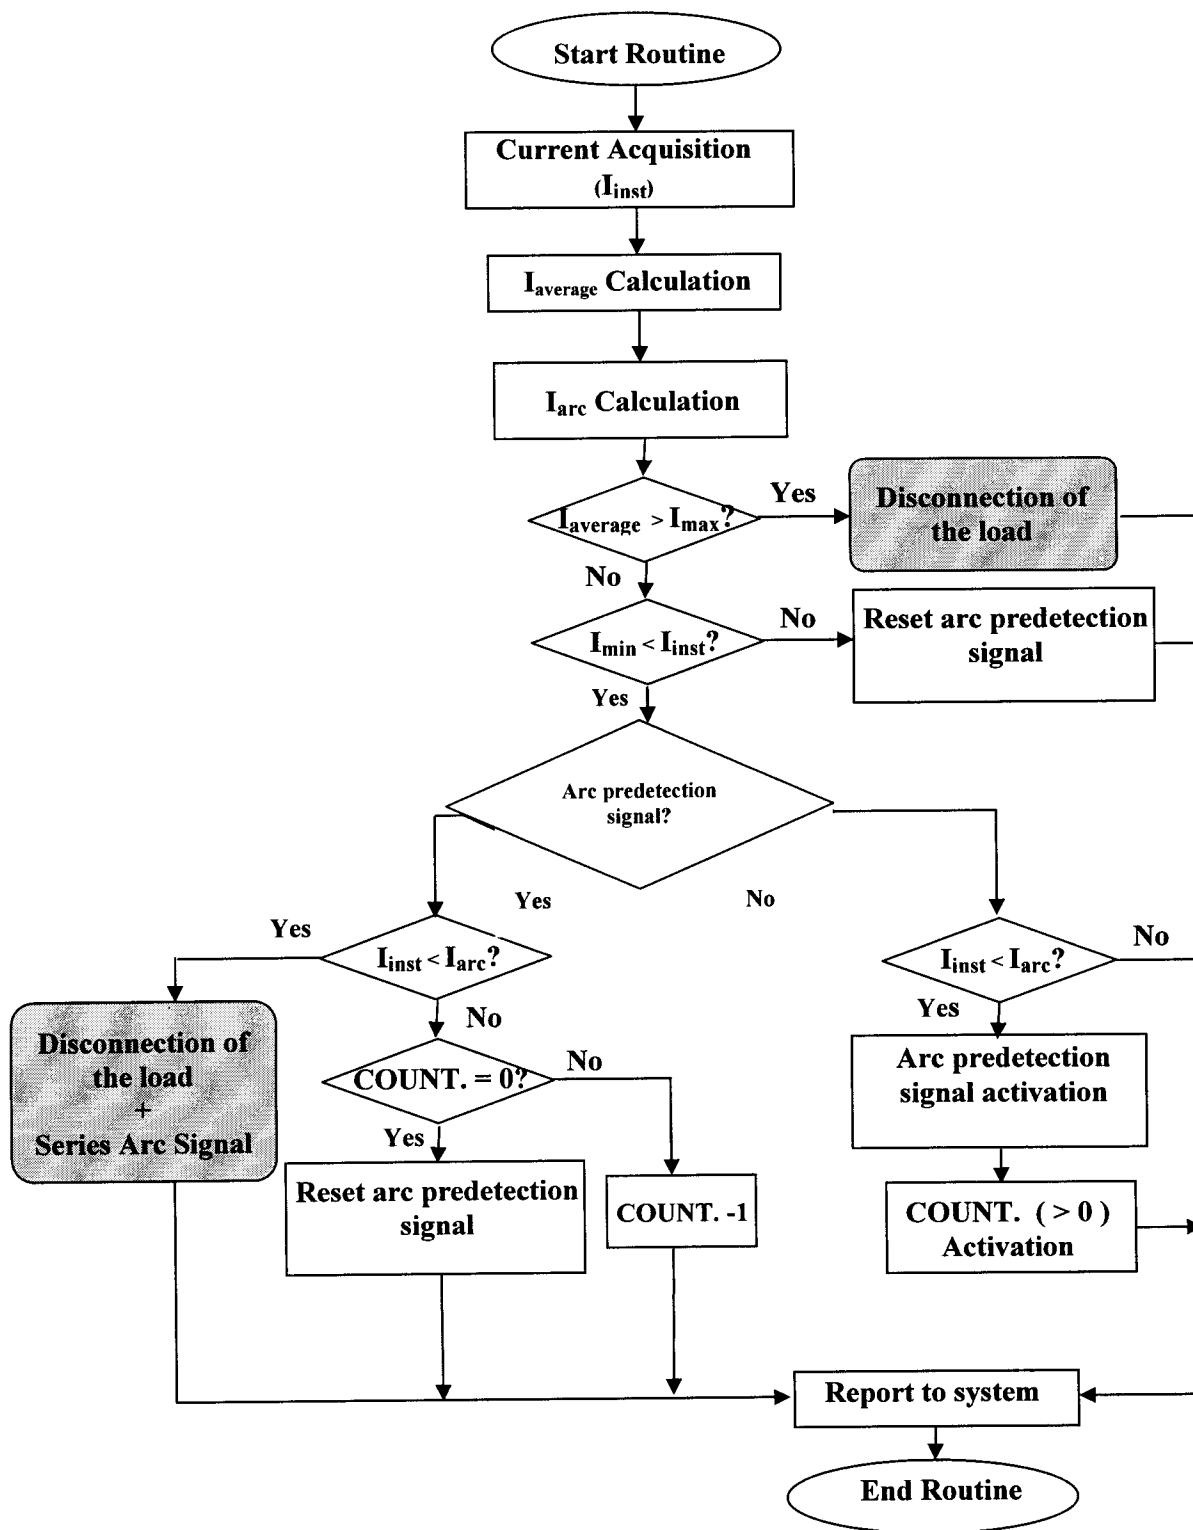 Start Routine
Current Acquisition
(Iinst)
Iaverage Calculation
Iarc Calculation
Iaverage > Imax?
Yes
Disconnection of
the load
No
Imin < Iinst?
No
Reset arc predetection
signal
Yes
Arc predetection
signal?
Yes
No
Yes
Iinst < Iarc?
Iinst < Iarc?
No
No
Yes
Disconnection of
the load
+
Series Arc Signal
COUNT. = 0?
No
Arc predetection
signal activation
Yes
Reset arc predetection
signal
COUNT. -1
COUNT. ( > 0 )
Activation
Report to system
End Routine